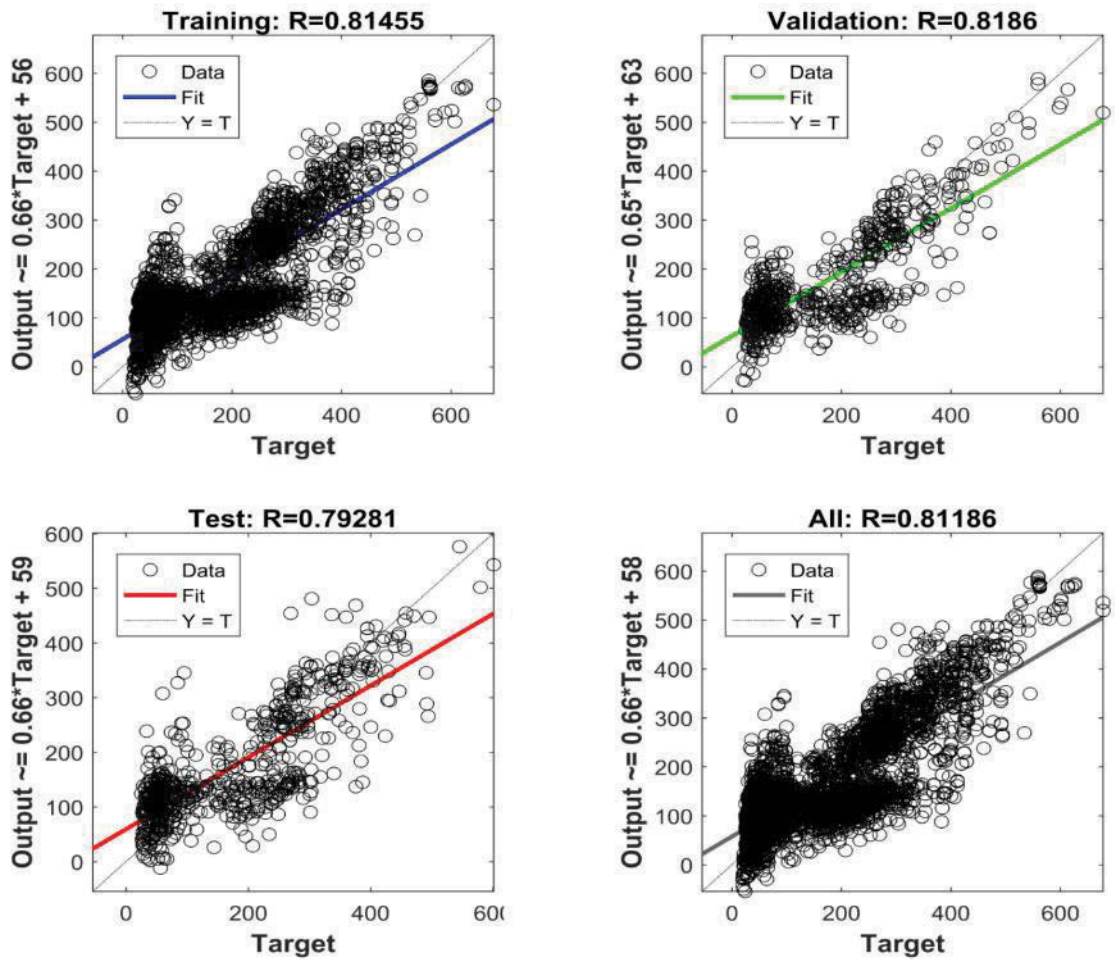 Training: R=0.81455
Output ~= 0.66*Target + 56
600
500
400
300
200
100
0
Data
Fit
Y = T
0
200
400
600
Target
Validation: R=0.8186
Output ~= 0.65*Target + 63
600
500
400
300
200
100
0
Data
Fit
Y = T
0
200
400
600
Target
Test: R=0.79281
Output ~= 0.66*Target + 59
600
500
400
300
200
100
0
Data
Fit
Y = T
0
200
400
600
Target
All: R=0.81186
Output ~= 0.66*Target + 58
600
500
400
300
200
100
0
Data
Fit
Y = T
0
200
400
600
Target